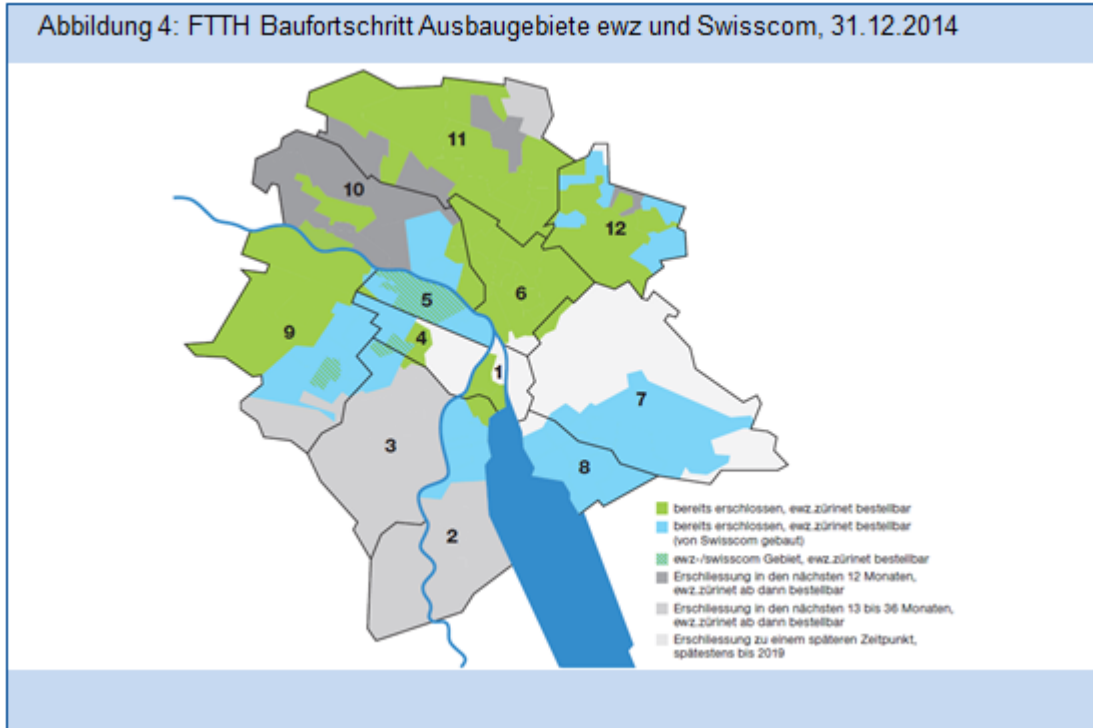 Abbildung 4: FTTH Baufortschritt Ausbaugebiete ewz und Swisscom, 31.12.2014
11
10
12
6
5
9
4
1
7
3
8
2
bereits erschlossen, ewz.zürinet bestellbar
bereits erschlossen, ewz.zürinet bestellbar
(von Swisscom gebaut)
ewz-/swisscom Gebiet, ewz.zürinet bestellbar
Erschliessung in den nächsten 12 Monaten,
ewz.zürinet ab dann bestellbar
Erschliessung in den nächsten 13 bis 36 Monaten,
ewz.zürinet ab dann bestellbar
Erschliessung zu einem späteren Zeitpunkt,
spätestens bis 2019